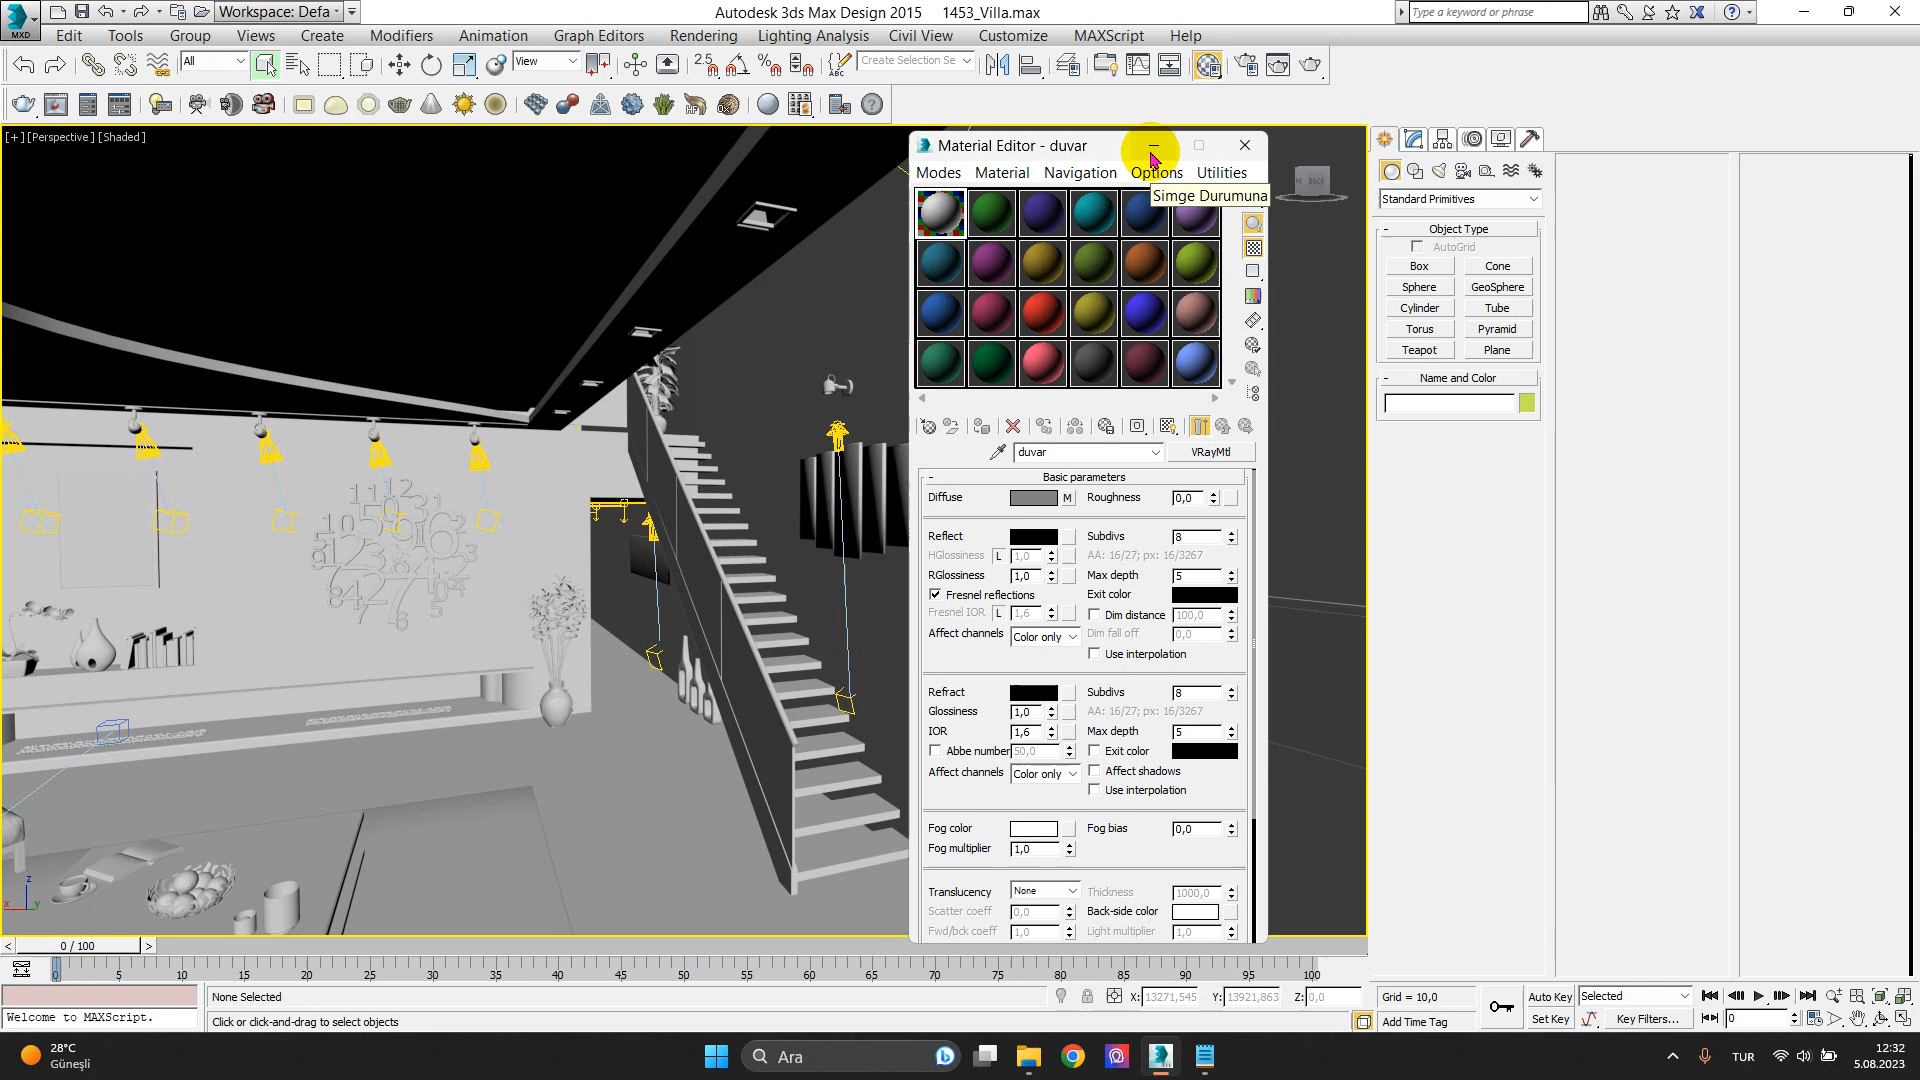 Workspace: Defa
Autodesk 3ds Max Design 2015 1453_Villa.max
Type a keyword or phrase
MXD
Edit Tools Group Views Create Modifiers Animation Graph Editors Rendering Lighting Analysis Civil View Customize MAXScript Help
All
View
2.5
Create Selection Se
[+] [Perspective] [Shaded]
Material Editor - duvar
Modes Material Navigation Options Utilities
Simge Durumuna
BACK
duvar VRayMtl
- Basic parameters
Diffuse M Roughness 0,0
Reflect Subdivs 8
HGlossiness L 1,0 AA: 16/27; px: 16/3267
RGlossiness 1,0 Max depth 5
Fresnel reflections Exit color
Fresnel IOR L 1,6 Dim distance 100,0
Affect channels Color only Dim fall off 0,0
Use interpolation
Refract Subdivs 8
Glossiness 1,0 AA: 16/27; px: 16/3267
IOR 1,6 Max depth 5
Abbe number 50,0 Exit color
Affect channels Color only Affect shadows
Use interpolation
Fog color Fog bias 0,0
Fog multiplier 1,0
Translucency None Thickness 1000,0
Scatter coeff 0,0 Back-side color
Fwd/bck coeff 1,0 Light multiplier 1,0
Standard Primitives
- Object Type
AutoGrid
Box Cone
Sphere GeoSphere
Cylinder Tube
Torus Pyramid
Teapot Plane
- Name and Color
z
x y
< 0 / 100 >
0 5 10 15 20 25 30 35 40 45 50 55 60 65 70 75 80 85 90 95 100
None Selected X: 13271,545 Y: 13921,863 Z: 0,0 Grid = 10,0 Auto Key Selected
Welcome to MAXScript. Click or click-and-drag to select objects Add Time Tag Set Key Key Filters... 0
28°C
Güneşli
Ara
TUR
12:32
5.08.2023